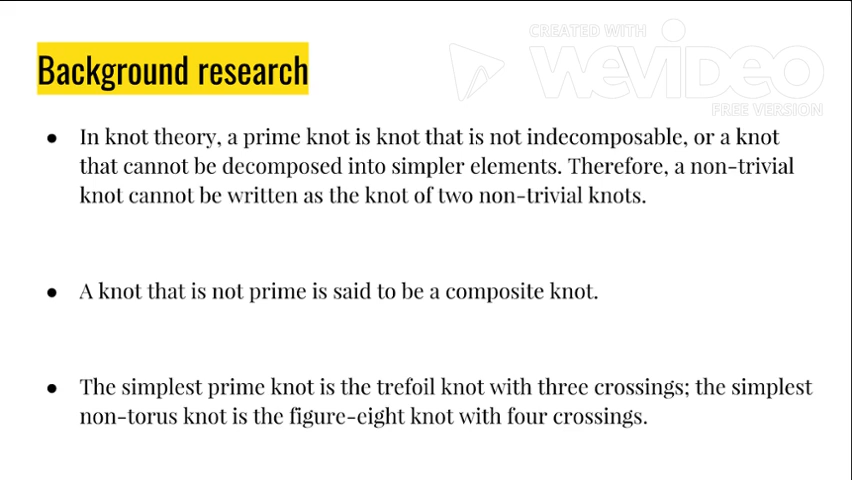 CREATED WITH
WeVideo
FREE VERSION
Background research
● In knot theory, a prime knot is knot that is not indecomposable, or a knot
that cannot be decomposed into simpler elements. Therefore, a non-trivial
knot cannot be written as the knot of two non-trivial knots.
● A knot that is not prime is said to be a composite knot.
● The simplest prime knot is the trefoil knot with three crossings; the simplest
non-torus knot is the figure-eight knot with four crossings.